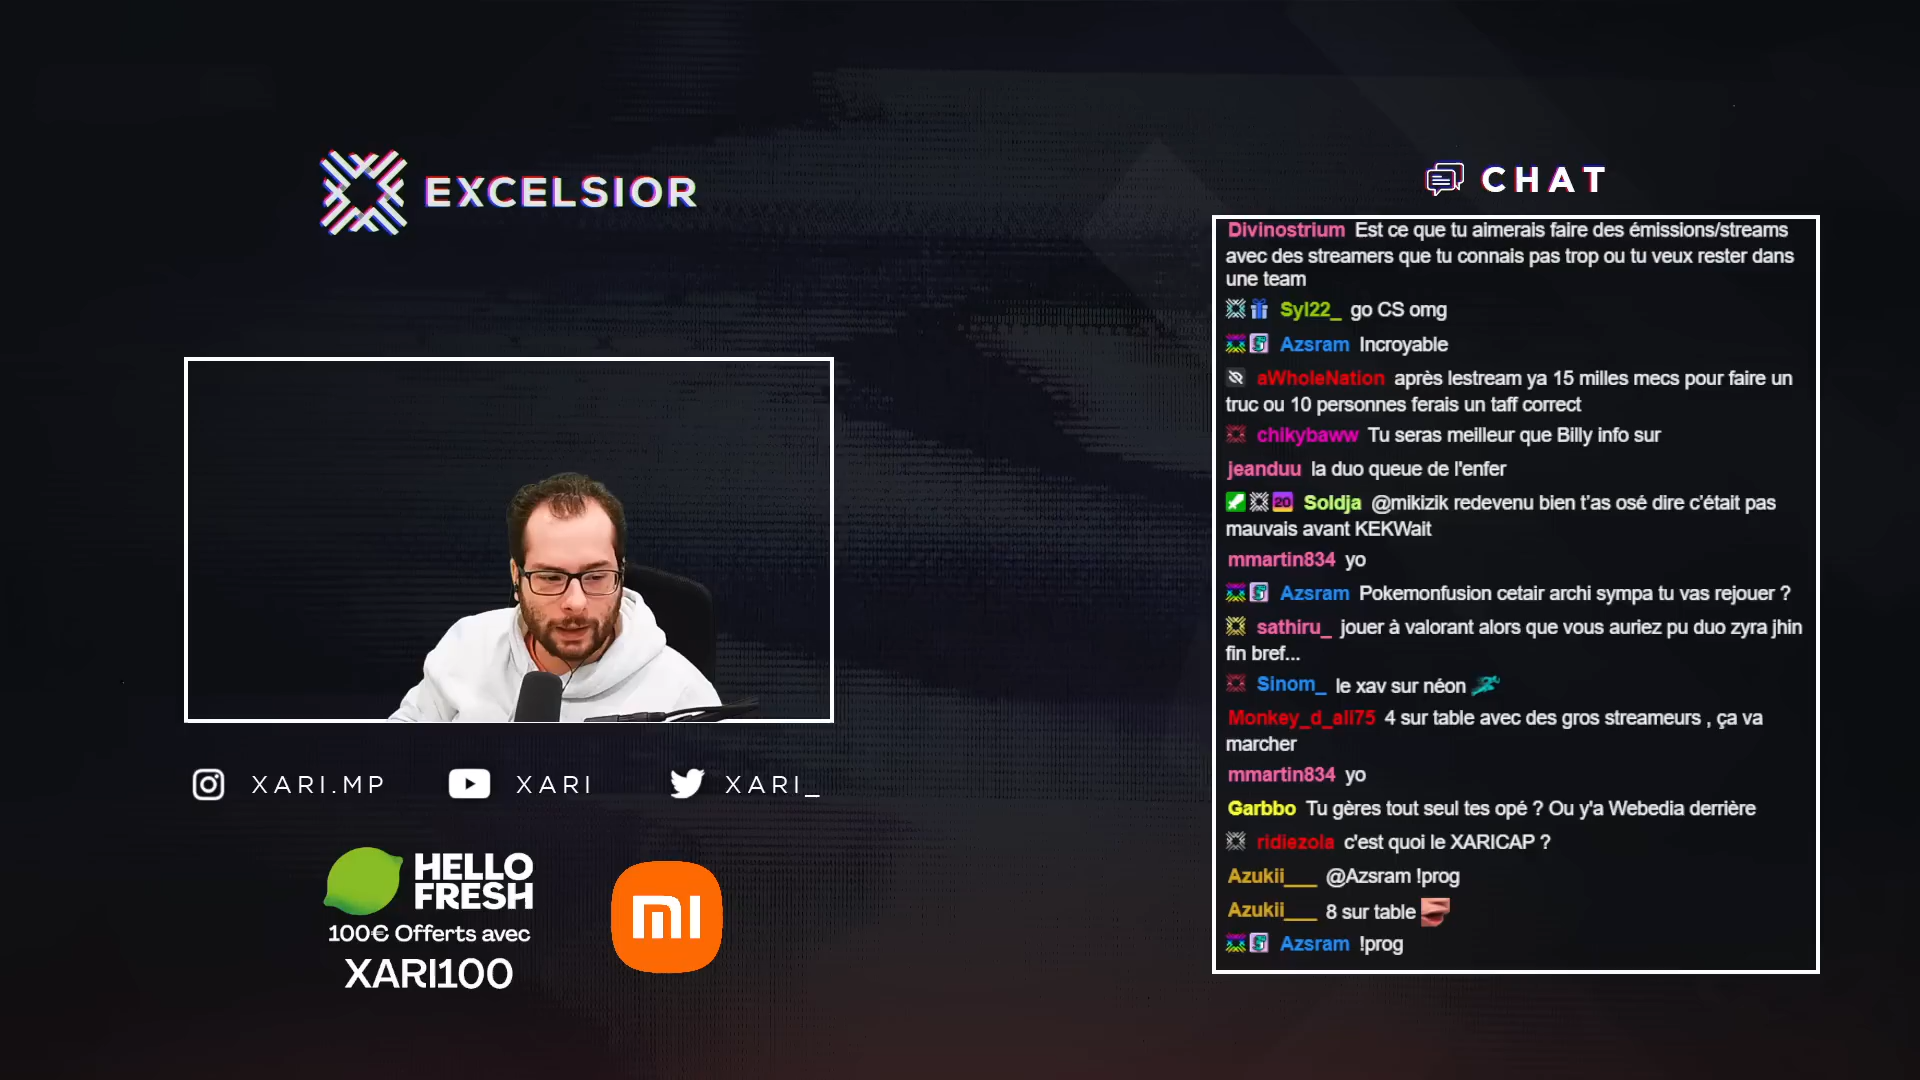 EXCELSIOR
XARI.MP
XARI
XARI_
HELLO
FRESH
100€ Offerts avec
XARI100
mi
CHAT
Divinostrium Est ce que tu aimerais faire des émissions/streams
avec des streamers que tu connais pas trop ou tu veux rester dans
une team
Syl22_ go CS omg
Azsram Incroyable
aWholeNation après lestream ya 15 milles mecs pour faire un
truc ou 10 personnes ferais un taff correct
chikybaww Tu seras meilleur que Billy info sur
jeanduu la duo queue de l'enfer
20 Soldja @mikizik redevenu bien t'as osé dire c'était pas
mauvais avant KEKWait
mmartin834 yo
Azsram Pokemonfusion cetair archi sympa tu vas rejouer ?
sathiru_ jouer à valorant alors que vous auriez pu duo zyra jhin
fin bref...
Sinom_ le xav sur néon
Monkey_d_ali75 4 sur table avec des gros streameurs , ça va
marcher
mmartin834 yo
Garbbo Tu gères tout seul tes opé ? Ou y'a Webedia derrière
ridiezola c'est quoi le XARICAP ?
Azukii___ @Azsram !prog
Azukii___ 8 sur table
Azsram !prog